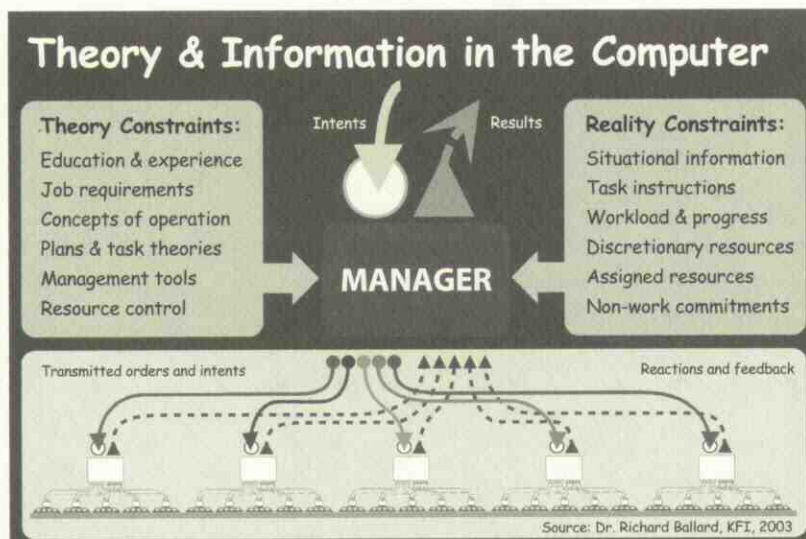 Theory & Information in the Computer
Theory Constraints:
Education & experience
Job requirements
Concepts of operation
Plans & task theories
Management tools
Resource control
Intents
Results
Reality Constraints:
Situational information
Task instructions
Workload & progress
Discretionary resources
Assigned resources
Non-work commitments
MANAGER
Transmitted orders and intents
Reactions and feedback
Source: Dr. Richard Ballard, KFI, 2003